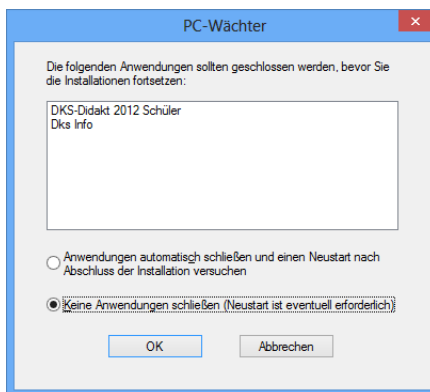 PC-Wächter
Die folgenden Anwendungen sollten geschlossen werden, bevor Sie
die Installationen fortsetzen:
DKS-Didakt 2012 Schüler
Dks Info
Anwendungen automatisch schließen und einen Neustart nach
Abschluss der Installation versuchen
Keine Anwendungen schließen (Neustart ist eventuell erforderlich)
OK
Abbrechen